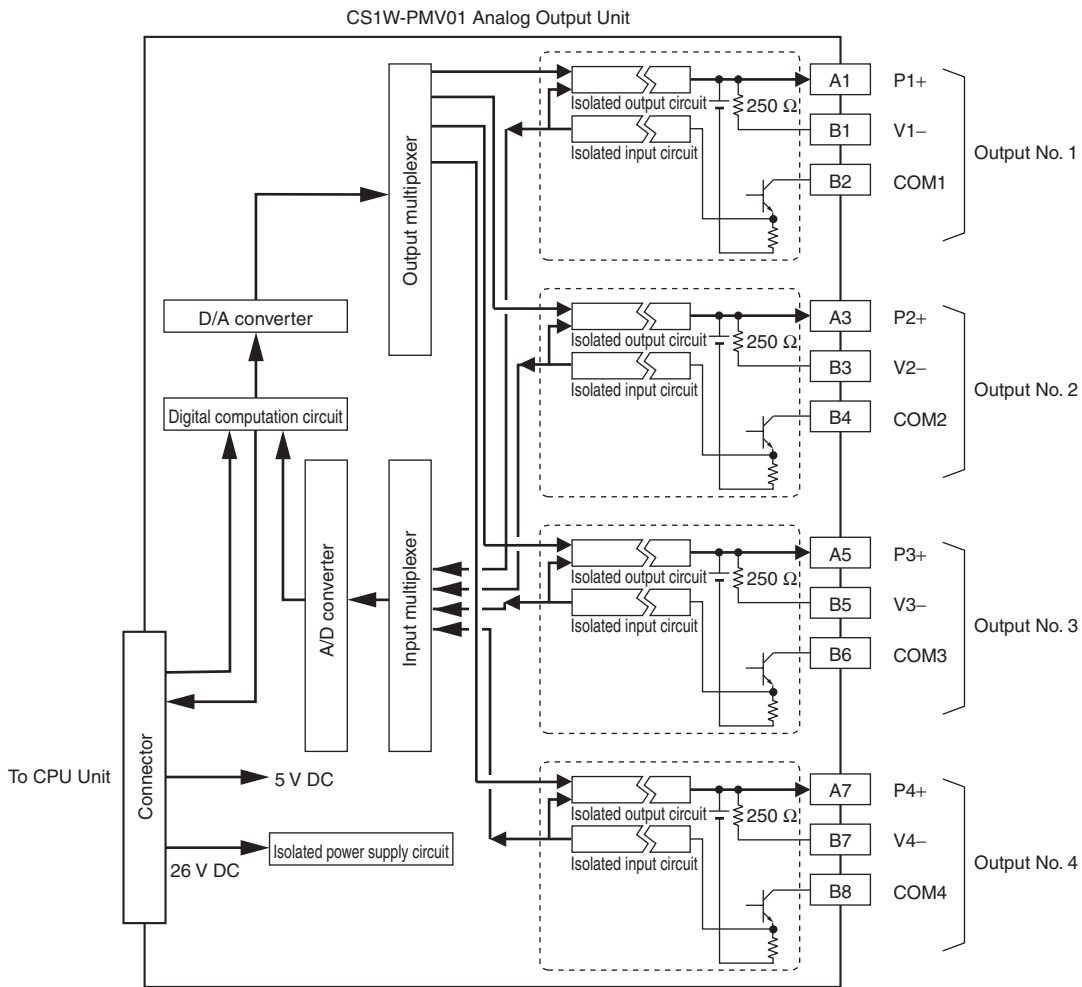 CS1W-PMV01 Analog Output Unit
Output multiplexer
Isolated output circuit
250 Ω
Isolated input circuit
A1
P1+
B1
V1−
B2
COM1
Output No. 1
D/A converter
Digital computation circuit
Isolated output circuit
250 Ω
Isolated input circuit
A3
P2+
B3
V2−
B4
COM2
Output No. 2
A/D converter
Input multiplexer
Isolated output circuit
250 Ω
Isolated input circuit
A5
P3+
B5
V3−
B6
COM3
Output No. 3
To CPU Unit
Connector
5 V DC
26 V DC
Isolated power supply circuit
Isolated output circuit
250 Ω
Isolated input circuit
A7
P4+
B7
V4−
B8
COM4
Output No. 4